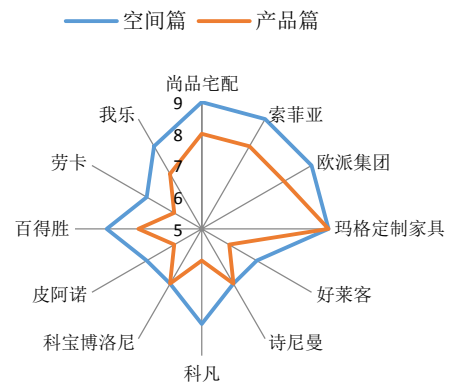 空间篇 产品篇
尚品宅配
我乐 9 索菲亚
8
劳卡 7 欧派集团
6
百得胜 5 玛格定制家具
皮阿诺 好莱客
科宝博洛尼 诗尼曼
科凡